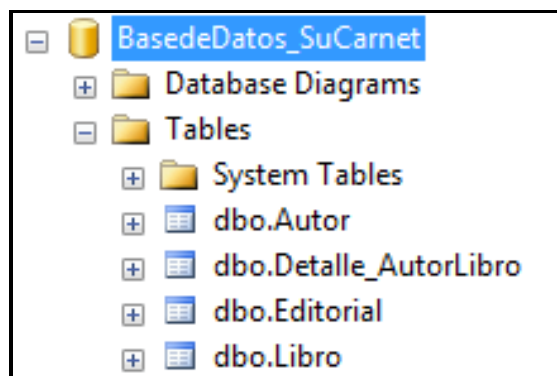 BasedeDatos_SuCarnet
Database Diagrams
Tables
System Tables
dbo.Autor
dbo.Detalle_AutorLibro
dbo.Editorial
dbo.Libro